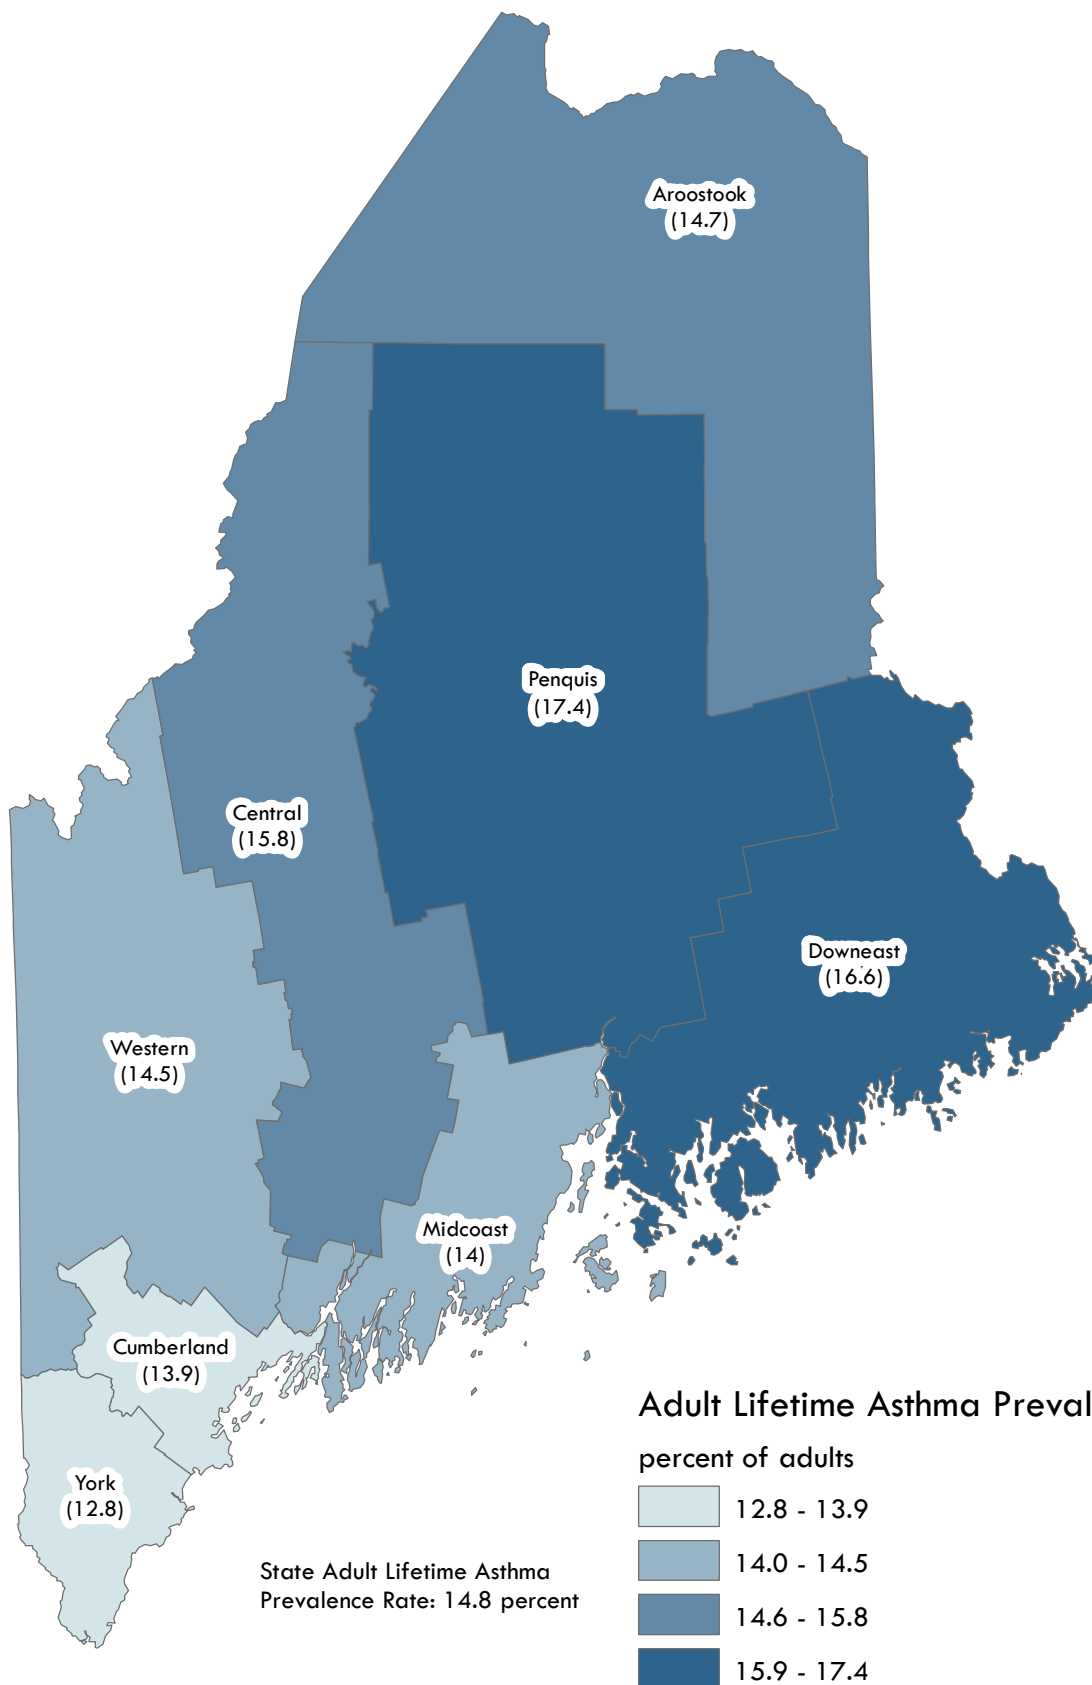 Aroostook
(14.7)
Penquis
(17.4)
Central
(15.8)
Downeast
(16.6)
Western
(14.5)
Midcoast
(14)
Cumberland
(13.9)
York
(12.8)
Adult Lifetime Asthma Preval
percent of adults
12.8 - 13.9
14.0 - 14.5
14.6 - 15.8
15.9 - 17.4
State Adult Lifetime Asthma
Prevalence Rate: 14.8 percent